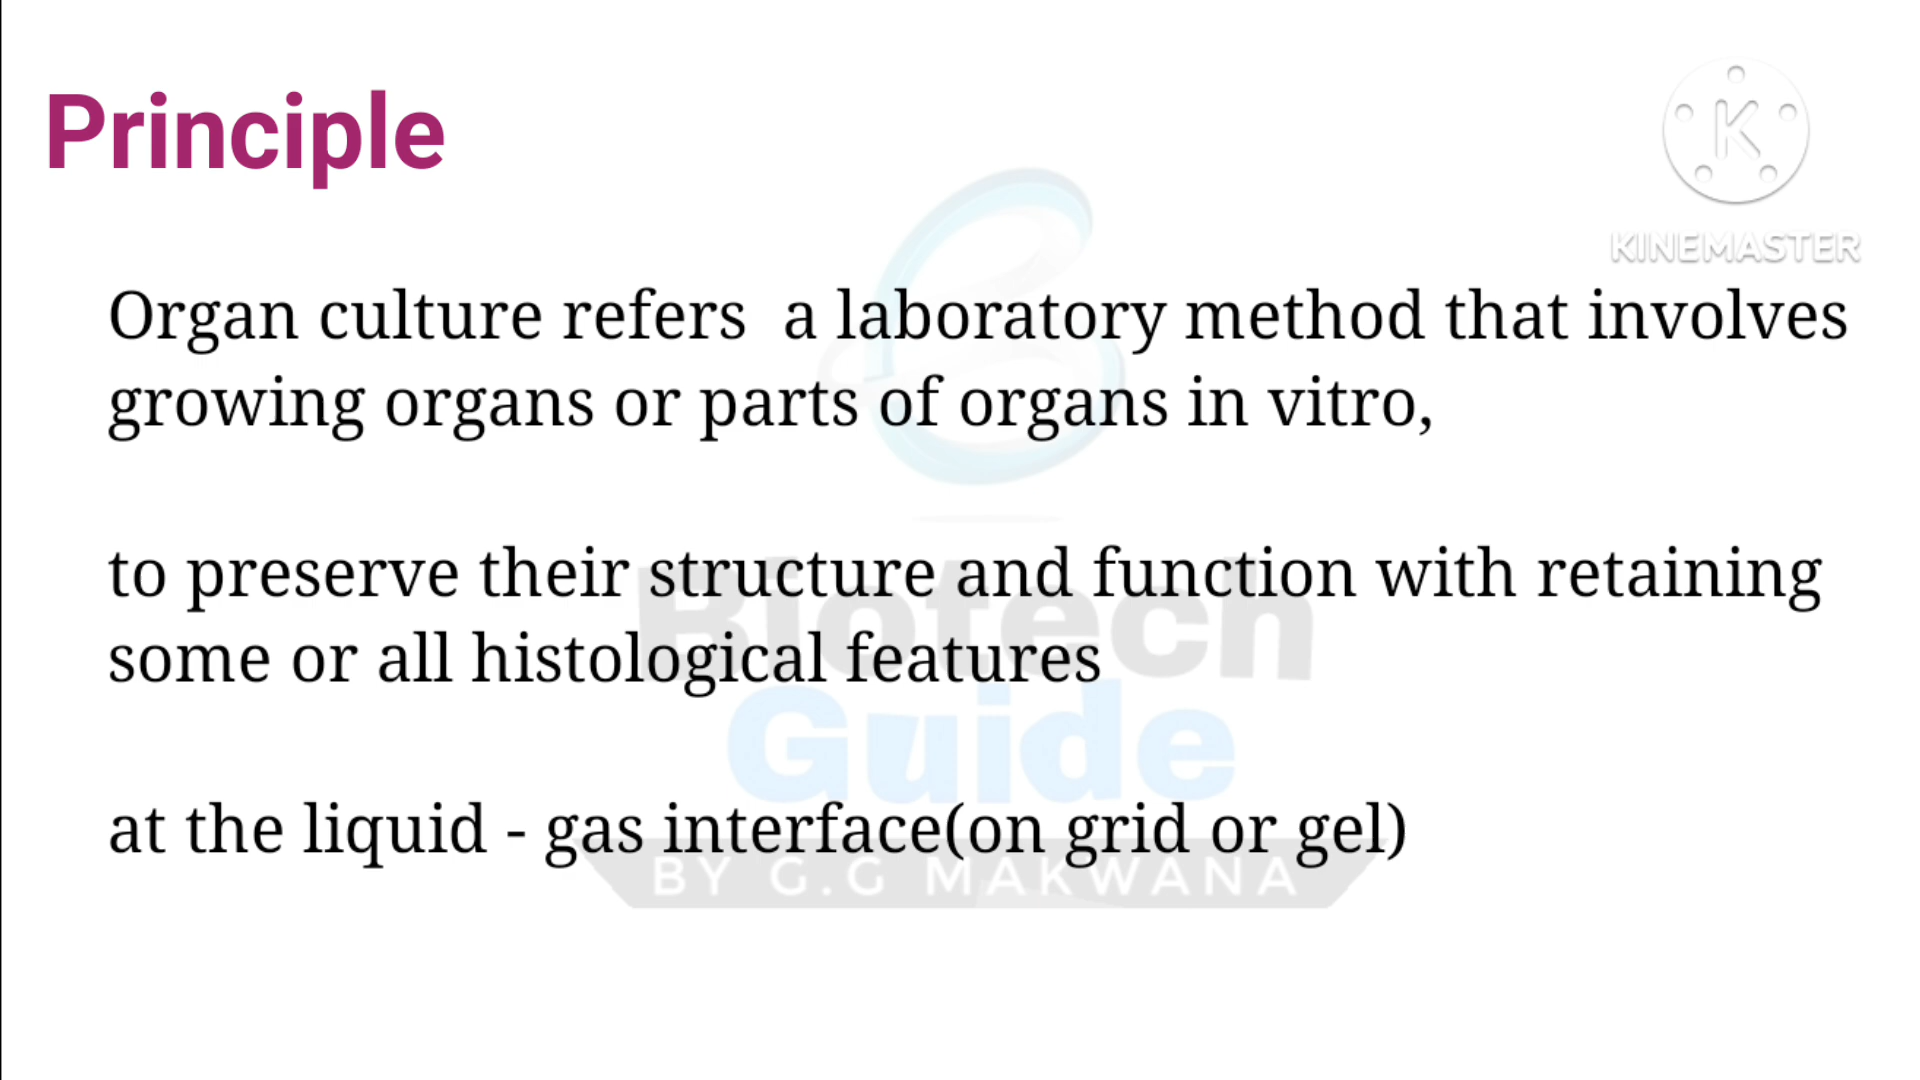 Principle
KINEMASTER
Organ culture refers  a laboratory method that involves
growing organs or parts of organs in vitro,
to preserve their structure and function with retaining
some or all histological features
at the liquid - gas interface(on grid or gel)
Biotech
Guide
BY G.G MAKWANA